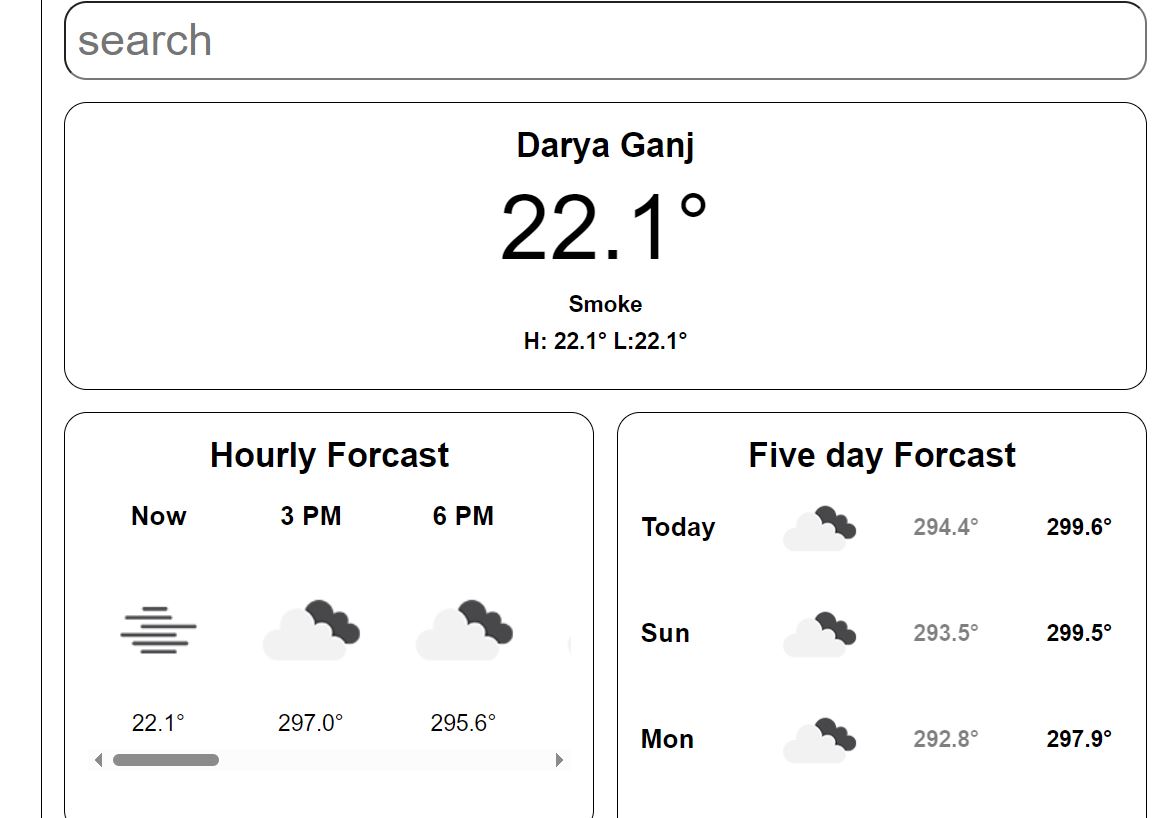 search
Darya Ganj
22.1°
Smoke
H: 22.1° L:22.1°
Hourly Forcast
Now 3 PM 6 PM
22.1° 297.0° 295.6°
Five day Forcast
Today 294.4° 299.6°
Sun 293.5° 299.5°
Mon 292.8° 297.9°